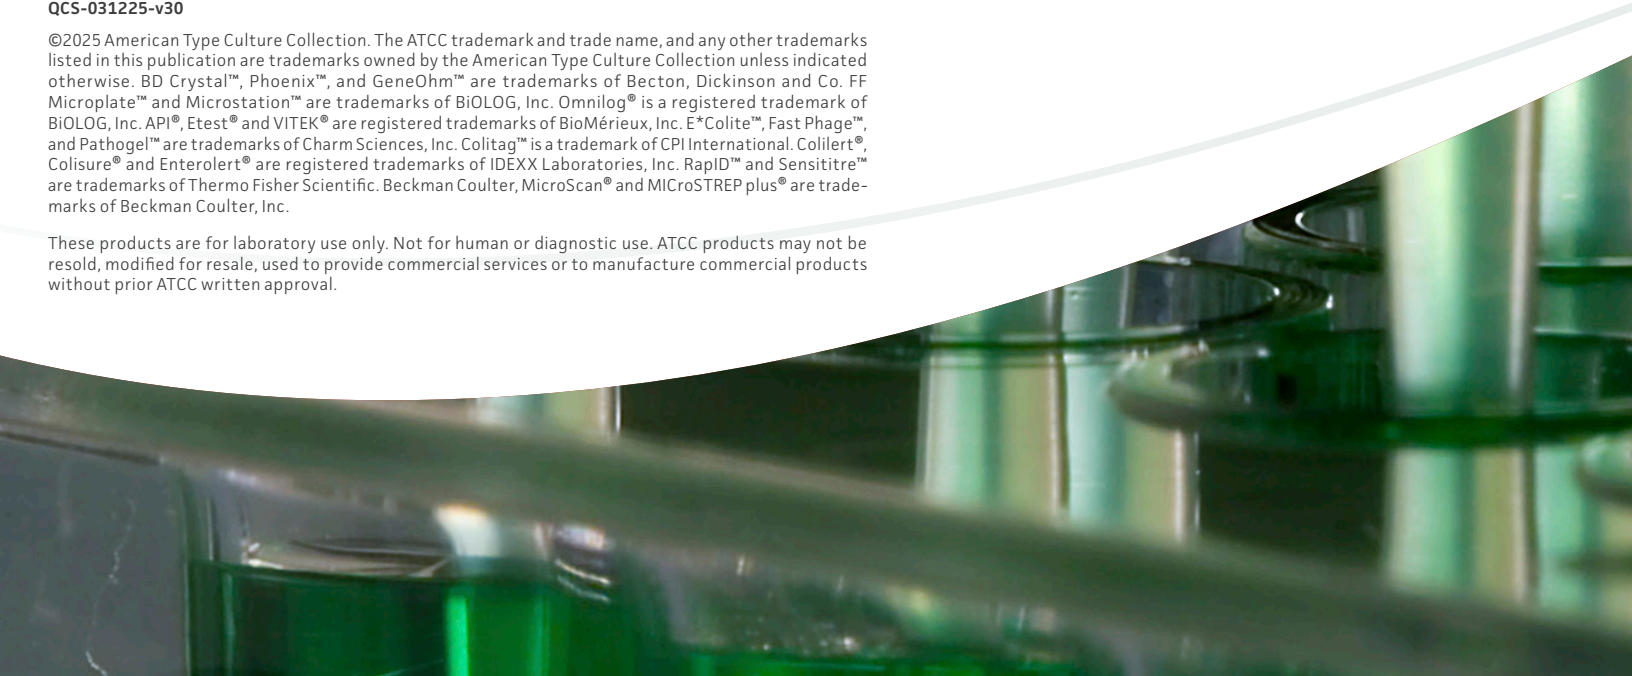 QCS-031225-v30
©2025 American Type Culture Collection. The ATCC trademark and trade name, and any other trademarks
listed in this publication are trademarks owned by the American Type Culture Collection unless indicated
otherwise. BD Crystal™, Phoenix™, and GeneOhm™ are trademarks of Becton, Dickinson and Co. FF
Microplate™ and Microstation™ are trademarks of BiOLOG, Inc. Omnilog® is a registered trademark of
BiOLOG, Inc. API®, Etest® and VITEK® are registered trademarks of BioMérieux, Inc. E*Colite™, Fast Phage™,
and Pathogel™ are trademarks of Charm Sciences, Inc. Colitag™ is a trademark of CPI International. Colilert®,
Colisure® and Enterolert® are registered trademarks of IDEXX Laboratories, Inc. RapID™ and Sensititre™
are trademarks of Thermo Fisher Scientific. Beckman Coulter, MicroScan® and MICroSTREP plus® are trade-
marks of Beckman Coulter, Inc.
These products are for laboratory use only. Not for human or diagnostic use. ATCC products may not be
resold, modified for resale, used to provide commercial services or to manufacture commercial products
without prior ATCC written approval.